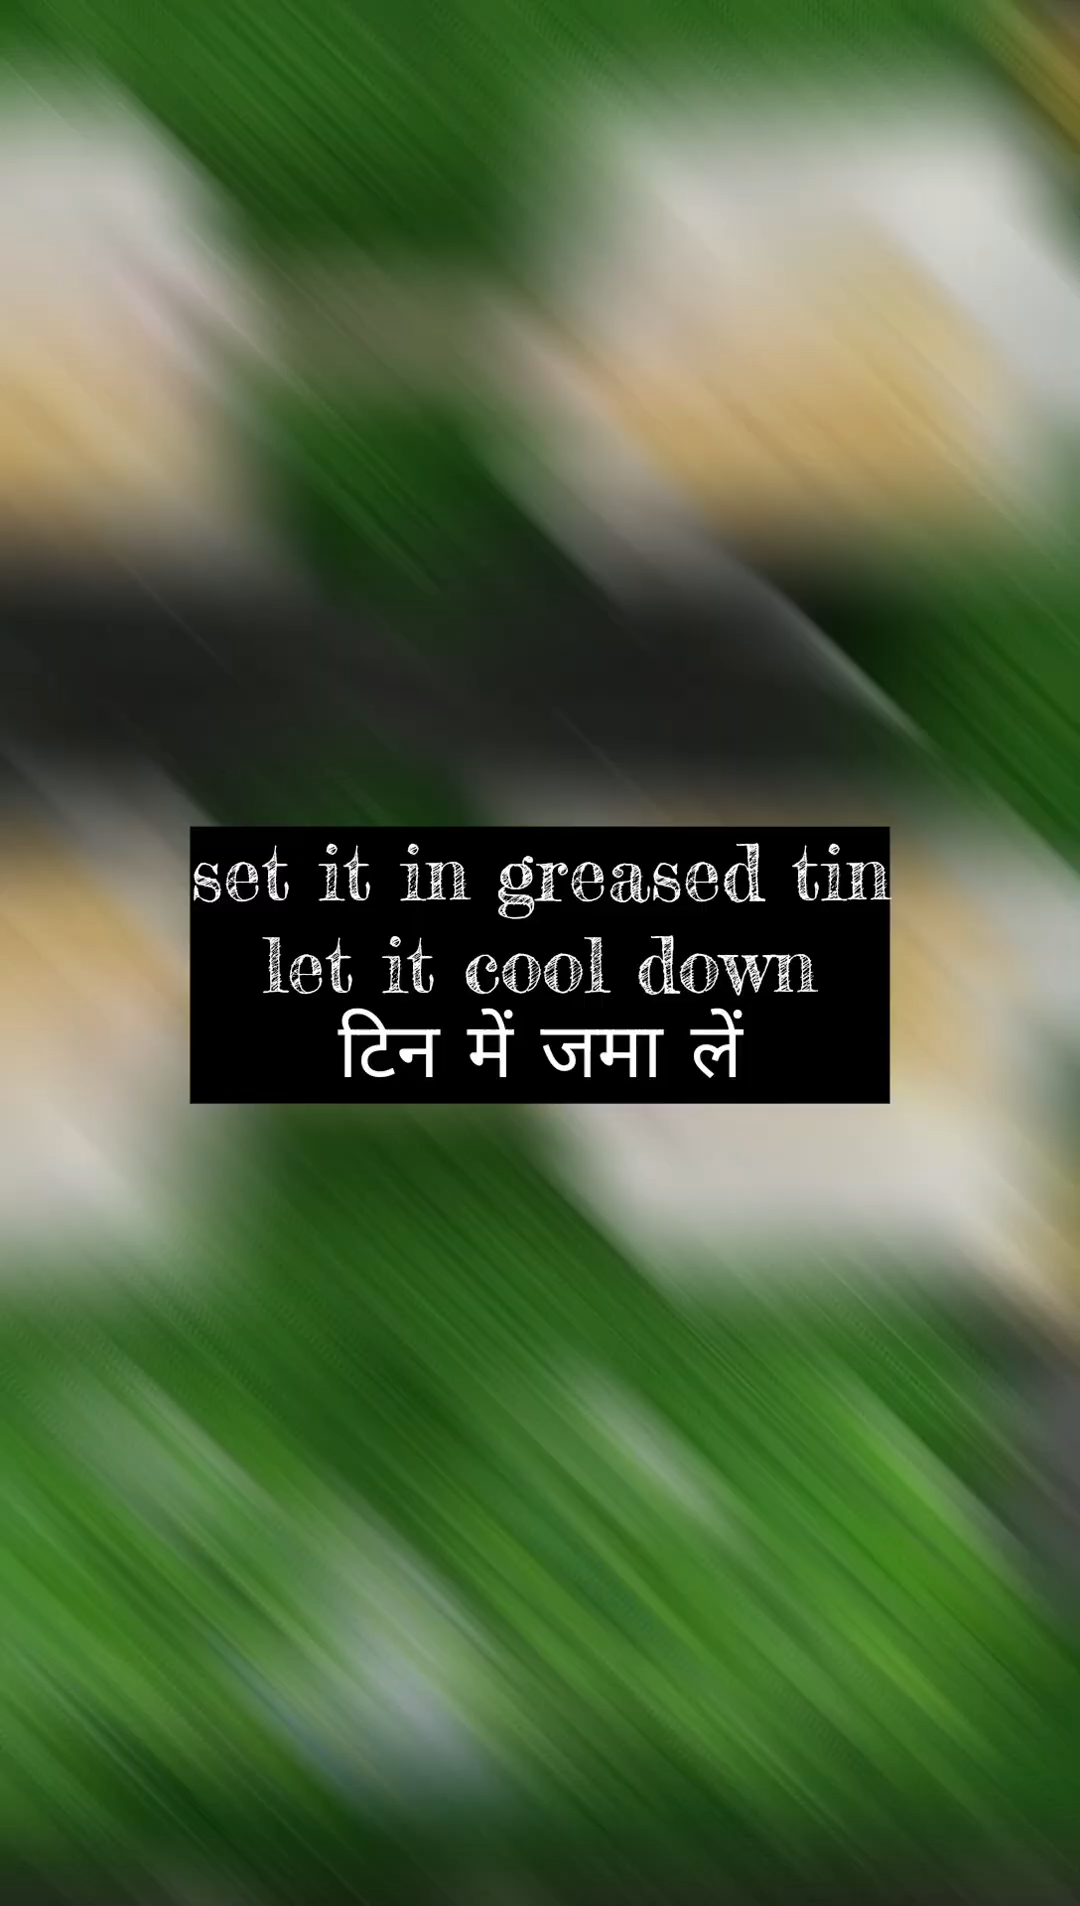 set it in greased tin
let it cool down
टिन में जमा लें